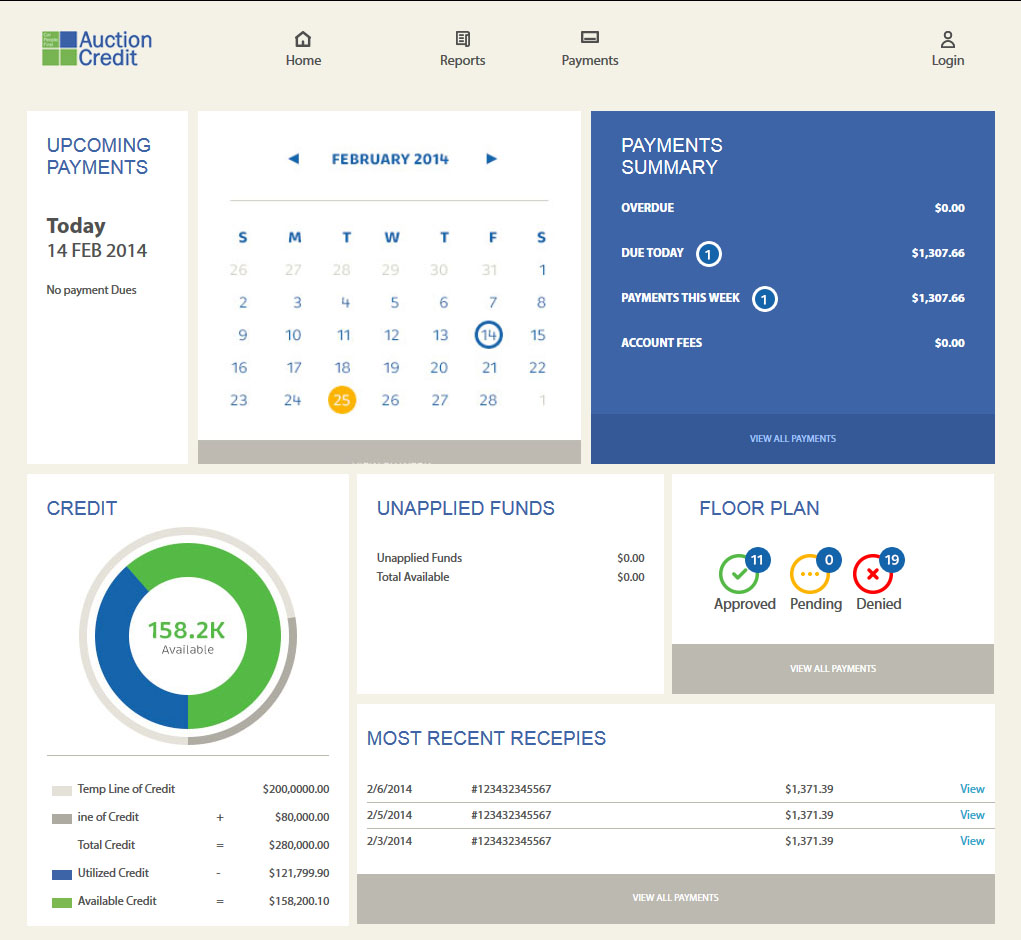 Get
People
First
Auction
Credit
Home
Reports
Payments
Login
UPCOMING
PAYMENTS
Today
14 FEB 2014
No payment Dues
FEBRUARY 2014
S M T W T F S
26 27 28 29 30 31 1
2 3 4 5 6 7 8
9 10 11 12 13 14 15
16 17 18 19 20 21 22
23 24 25 26 27 28 1
PAYMENTS
SUMMARY
OVERDUE $0.00
DUE TODAY 1 $1,307.66
PAYMENTS THIS WEEK 1 $1,307.66
ACCOUNT FEES $0.00
VIEW ALL PAYMENTS
CREDIT
158.2K
Available
Temp Line of Credit $200,0000.00
ine of Credit + $80,000.00
Total Credit = $280,000.00
Utilized Credit - $121,799.90
Available Credit = $158,200.10
UNAPPLIED FUNDS
Unapplied Funds $0.00
Total Available $0.00
FLOOR PLAN
11 0 19
Approved Pending Denied
VIEW ALL PAYMENTS
MOST RECENT RECEPIES
2/6/2014 #123432345567 $1,371.39 View
2/5/2014 #123432345567 $1,371.39 View
2/3/2014 #123432345567 $1,371.39 View
VIEW ALL PAYMENTS